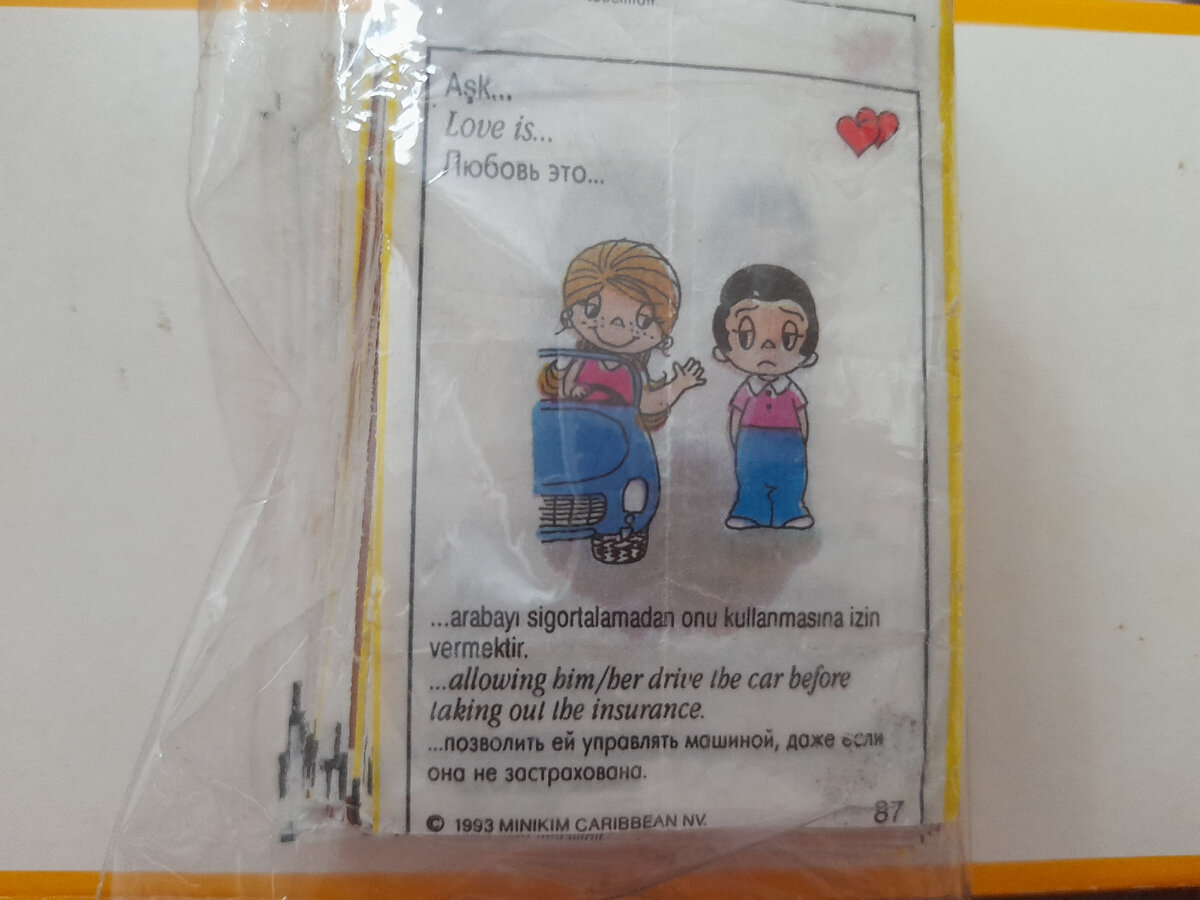 Aşk...
Love is...
Любовь это...
...arabayı sigortalamadan onu kullanmasına izin
vermektir.
...allowing him/her drive the car before
taking out the insurance.
...позволить ей управлять машиной, даже если
она не застрахована.
© 1993 MINIKIM CARIBBEAN NV.
87